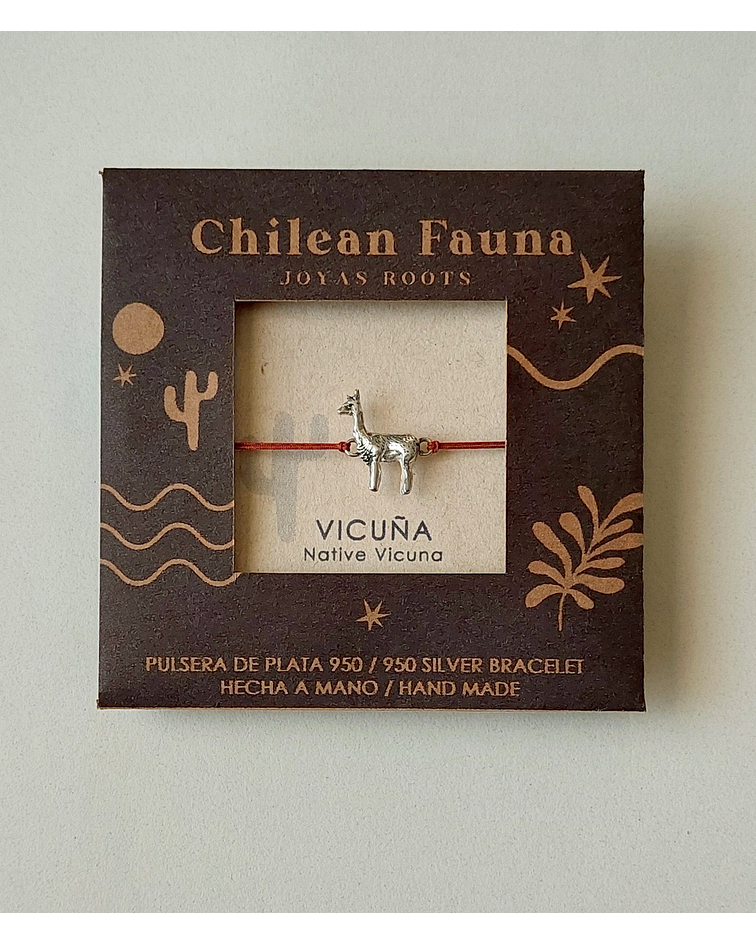 Chilean Fauna
JOYAS ROOTS
VICUÑA
Native Vicuna
PULSERA DE PLATA 950 / 950 SILVER BRACELET
HECHA A MANO / HAND MADE